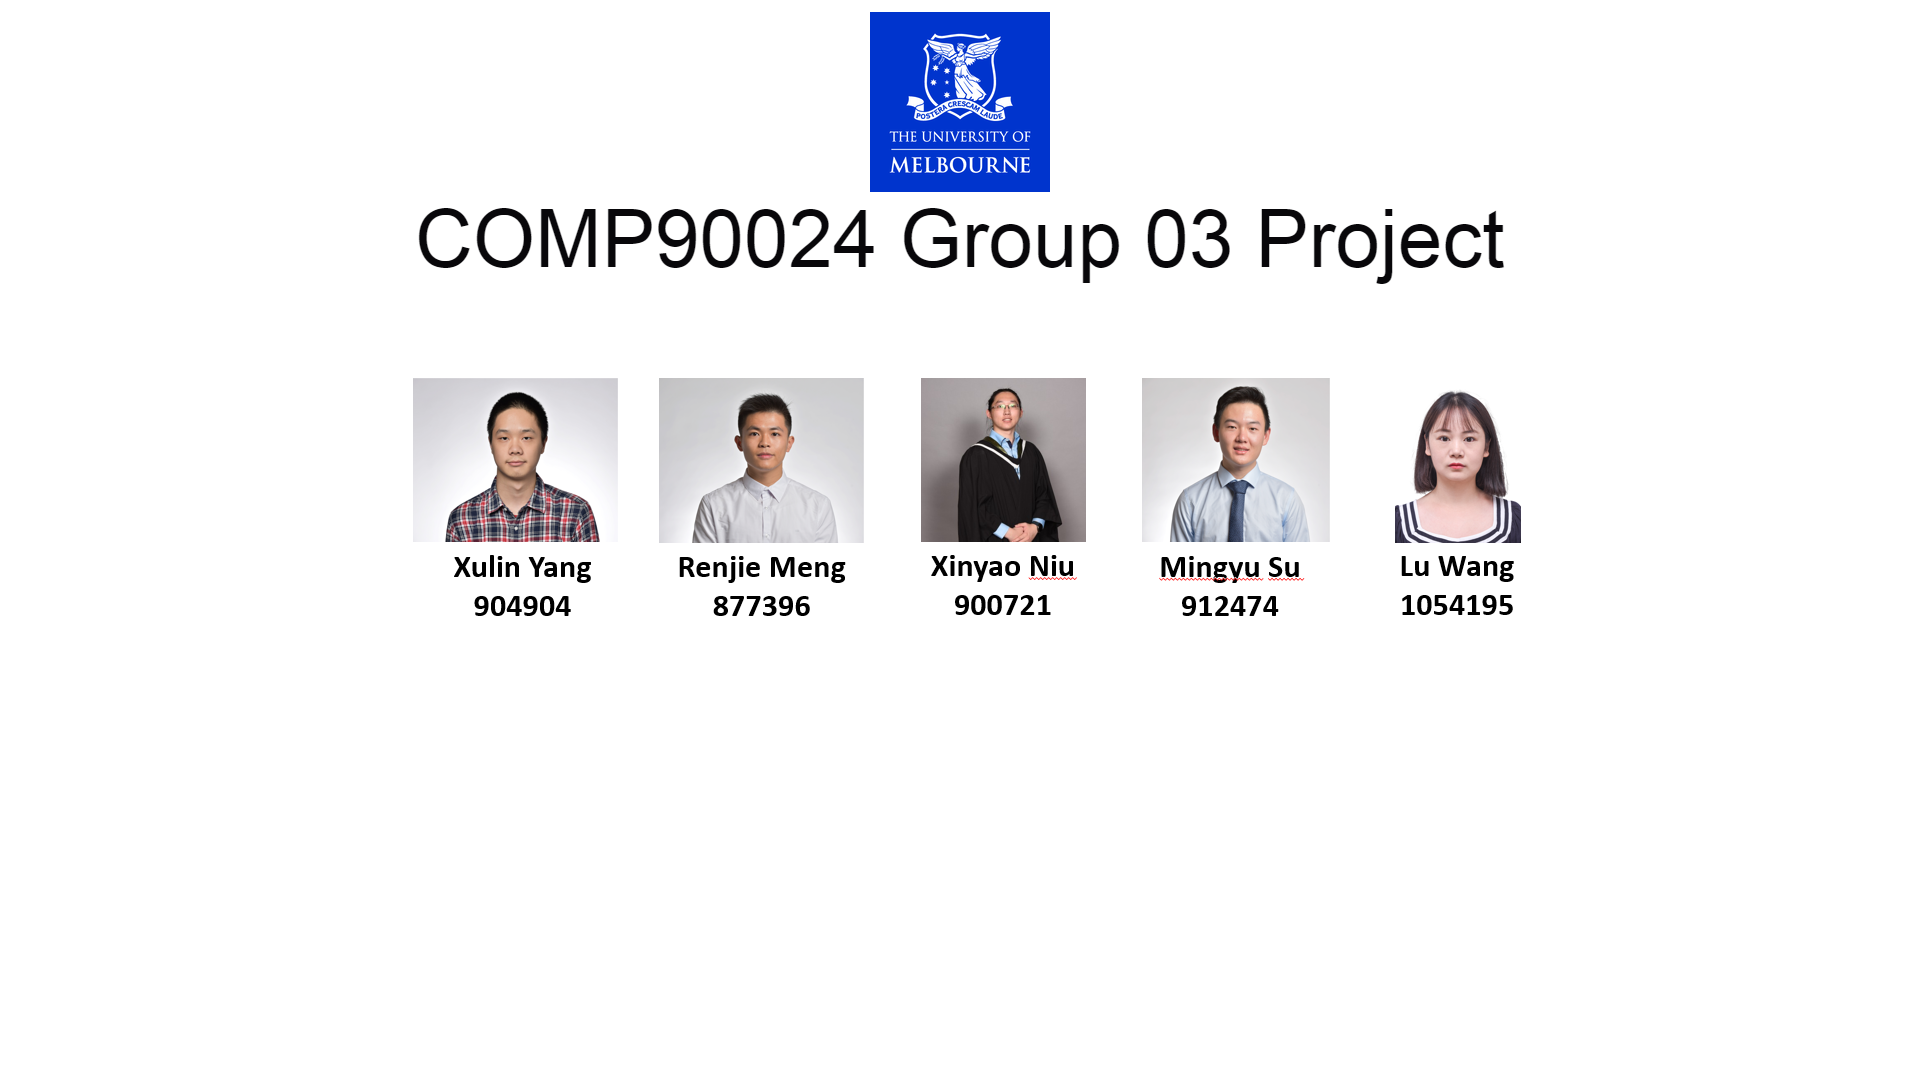 POSTERA CRESCAM LAUDE
THE UNIVERSITY OF
MELBOURNE
COMP90024 Group 03 Project
Xulin Yang
904904
Renjie Meng
877396
Xinyao Niu
900721
Mingyu Su
912474
Lu Wang
1054195